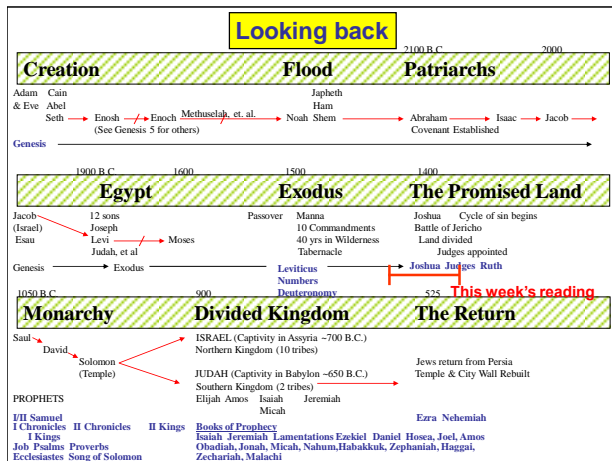 Looking back
2100 B.C. 2000
Creation Flood Patriarchs
Adam Cain Japheth
& Eve Abel Ham
Seth Enosh Enoch Methuselah, et. al. Noah Shem Abraham Isaac Jacob
(See Genesis 5 for others) Covenant Established
Genesis
1900 B.C. 1600 1500 1400
Egypt Exodus The Promised Land
Jacob 12 sons Passover Manna Joshua Cycle of sin begins
(Israel) Joseph 10 Commandments Battle of Jericho
Esau Levi Moses 40 yrs in Wilderness Land divided
Judah, et al Tabernacle Judges appointed
Genesis Exodus Leviticus Joshua Judges Ruth
Numbers
Deuteronomy This week's reading
1050 B.C. 900 525
Monarchy Divided Kingdom The Return
Saul ISRAEL (Captivity in Assyria ~700 B.C.)
David Northern Kingdom (10 tribes)
Solomon Jews return from Persia
(Temple) Temple & City Wall Rebuilt
JUDAH (Captivity in Babylon ~650 B.C.)
Southern Kingdom (2 tribes)
PROPHETS Elijah Amos Isaiah Jeremiah
Micah
I/II Samuel Ezra Nehemiah
I Chronicles II Chronicles II Kings Books of Prophecy
I Kings Isaiah Jeremiah Lamentations Ezekiel Daniel Hosea, Joel, Amos
Job Psalms Proverbs Obadiah, Jonah, Micah, Nahum,Habakkuk, Zephaniah, Haggai,
Ecclesiastes Song of Solomon Zechariah, Malachi